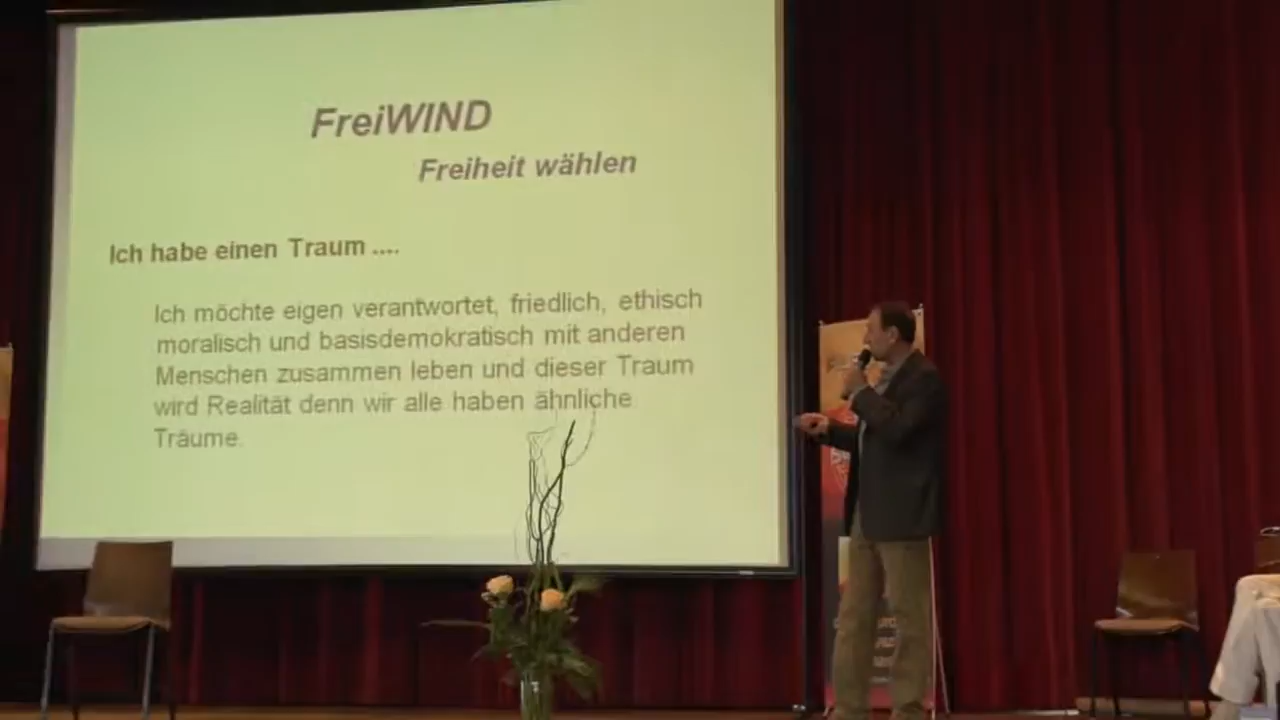 FreiWIND
Freiheit wählen
Ich habe einen Traum ....
Ich möchte eigen verantwortet, friedlich, ethisch
moralisch und basisdemokratisch mit anderen
Menschen zusammen leben und dieser Traum
wird Realität denn wir alle haben ähnliche
Träume.